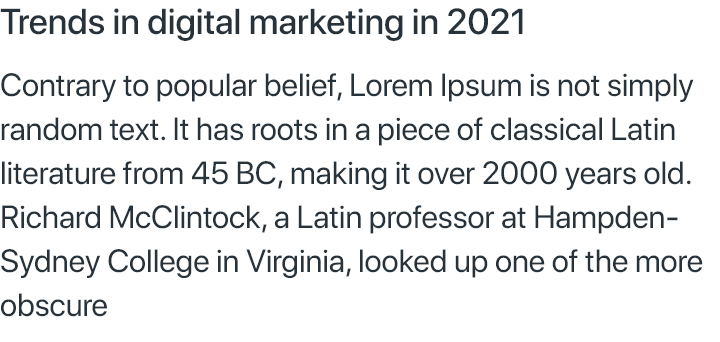 Trends in digital marketing in 2021
Contrary to popular belief, Lorem Ipsum is not simply
random text. It has roots in a piece of classical Latin
literature from 45 BC, making it over 2000 years old.
Richard McClintock, a Latin professor at Hampden-
Sydney College in Virginia, looked up one of the more
obscure